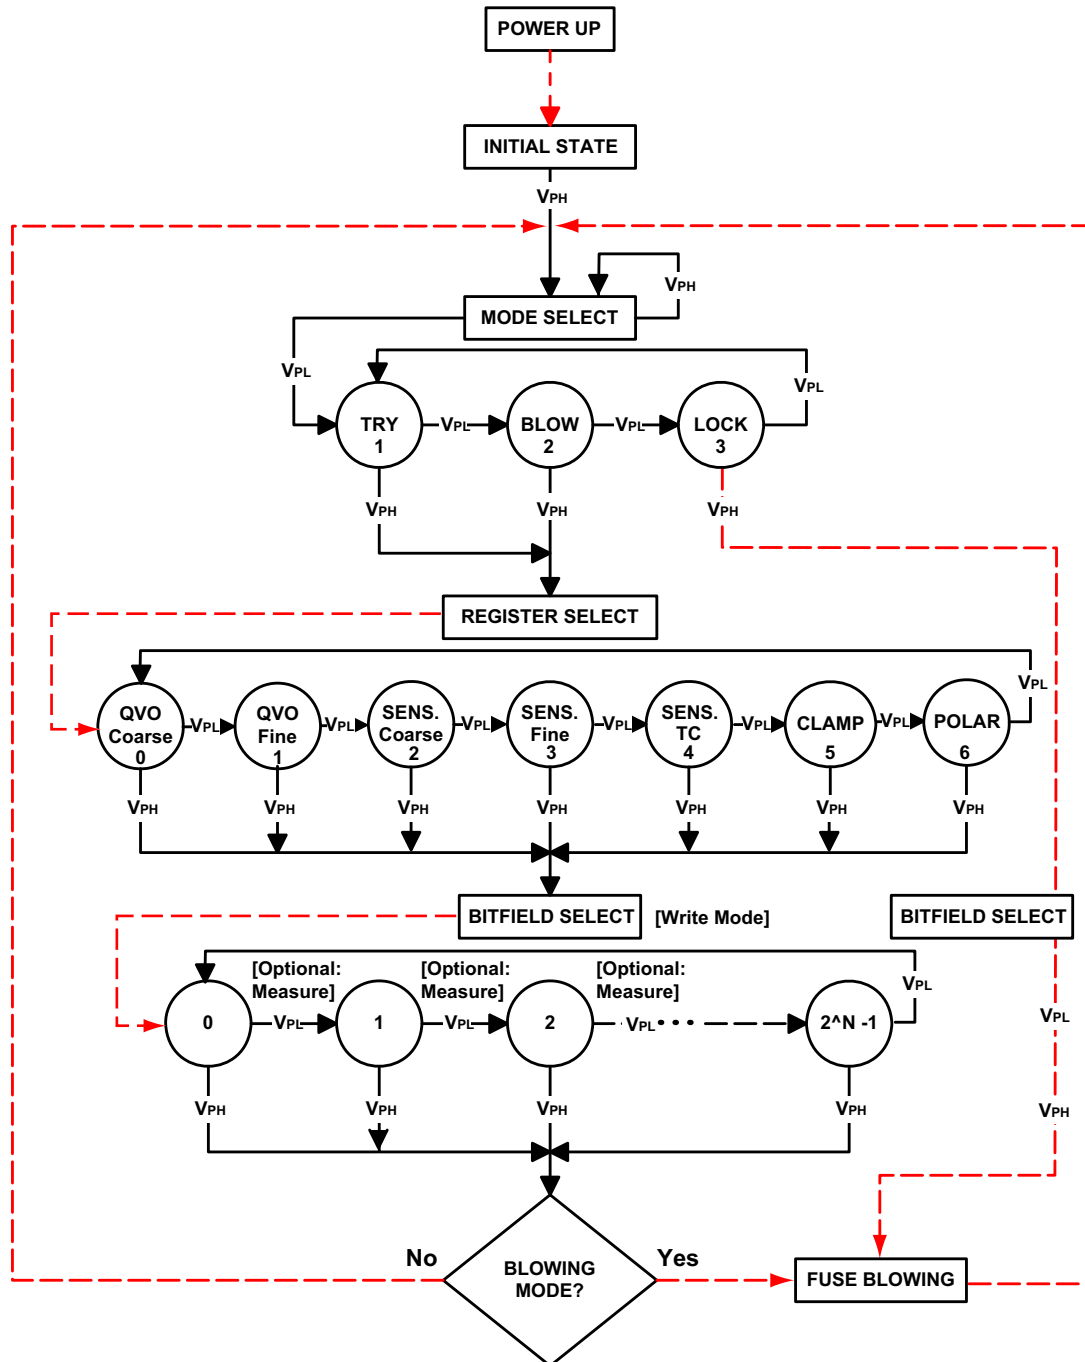 POWER UP
INITIAL STATE
VPH
VPH
MODE SELECT
VPL
VPL
TRY
1
VPL
BLOW
2
VPL
LOCK
3
VPH
VPH
VPH
REGISTER SELECT
VPL
QVO
Coarse
0
VPL
QVO
Fine
1
VPL
SENS.
Coarse
2
VPL
SENS.
Fine
3
VPL
SENS.
TC
4
VPL
CLAMP
5
VPL
POLAR
6
VPH
VPH
VPH
VPH
VPH
VPH
VPH
BITFIELD SELECT
[Write Mode]
BITFIELD SELECT
[Optional:
Measure]
[Optional:
Measure]
[Optional:
Measure]
VPL
0
VPL
1
VPL
2
VPL
2^N -1
VPL
VPH
VPH
VPH
VPH
VPH
No
BLOWING
MODE?
Yes
FUSE BLOWING